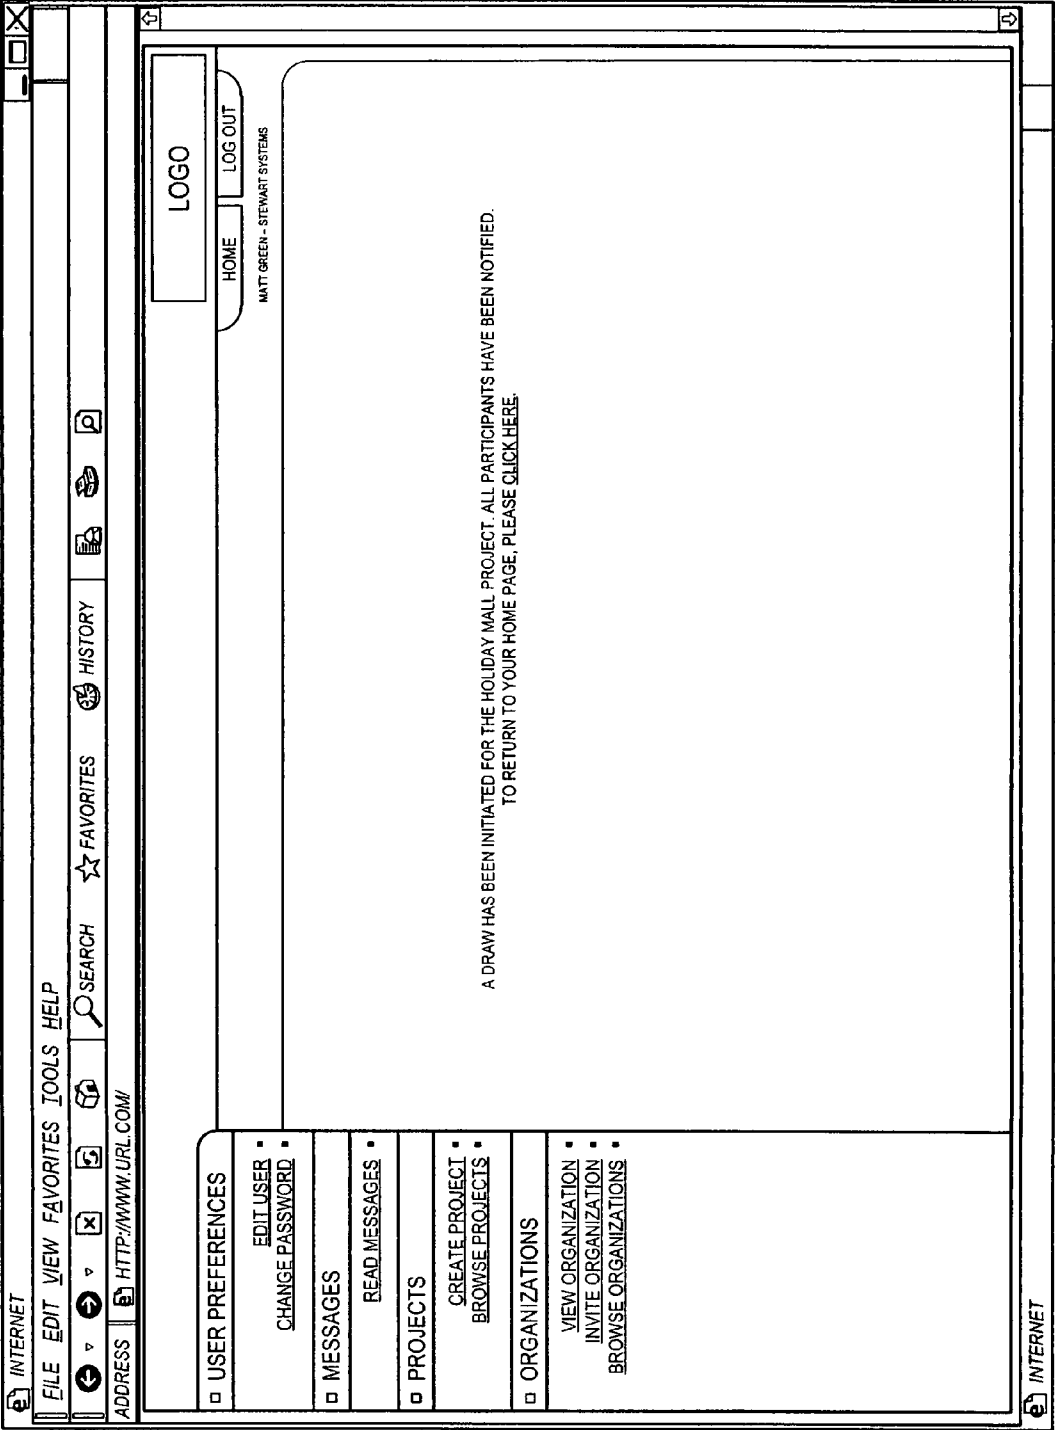 INTERNET
FILE EDIT VIEW FAVORITES TOOLS HELP
SEARCH FAVORITES HISTORY
ADDRESS HTTP://WWW.URL.COM/
LOGO
HOME LOG OUT
MATT GREEN - STEWART SYSTEMS
USER PREFERENCES
EDIT USER
CHANGE PASSWORD
MESSAGES
READ MESSAGES
PROJECTS
CREATE PROJECT
BROWSE PROJECTS
ORGANIZATIONS
VIEW ORGANIZATION
INVITE ORGANIZATION
BROWSE ORGANIZATIONS
A DRAW HAS BEEN INITIATED FOR THE HOLIDAY MALL PROJECT. ALL PARTICIPANTS HAVE BEEN NOTIFIED.
TO RETURN TO YOUR HOME PAGE, PLEASE CLICK HERE.
INTERNET